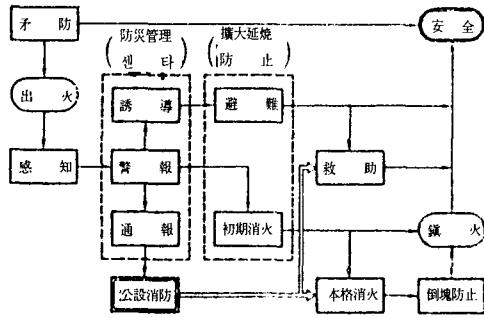 矛 防
安 全
防災管理
센 타
擴大延燒
防 止
出 火
誘 導
避 難
感 知
警 報
救 助
通 報
初期消火
鎭 火
公設消防
本格消火
倒塊防止